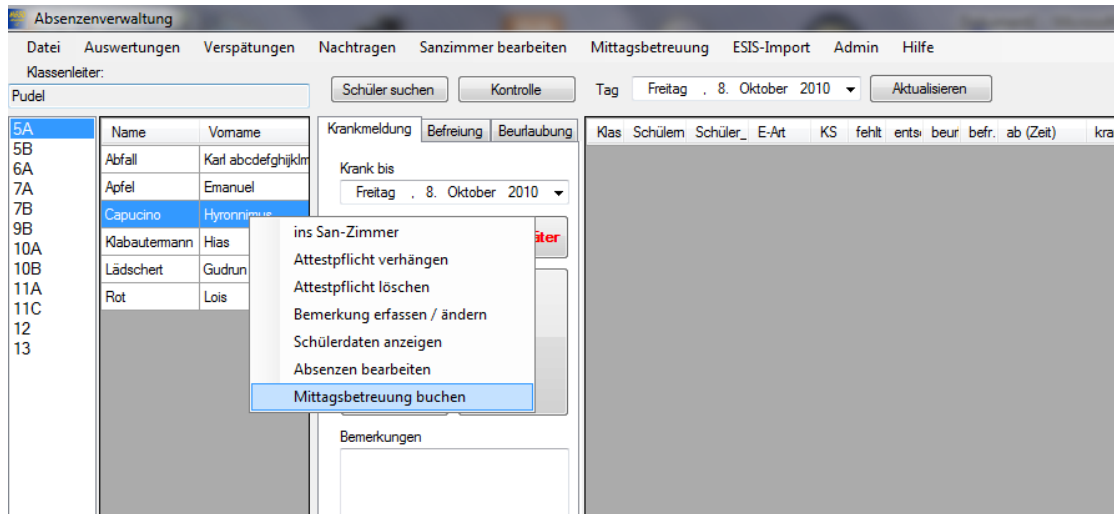 Absenzenverwaltung
Datei Auswertungen Verspätungen Nachtragen Sanzimmer bearbeiten Mittagsbetreuung ESIS-Import Admin Hilfe
Klassenleiter:
Pudel
Schüler suchen Kontrolle Tag Freitag , 8. Oktober 2010 Aktualisieren
5A
5B
6A
7A
7B
9B
10A
10B
11A
11C
12
13
Name Vorname
Abfall Karl abcdefghijklm
Apfel Emanuel
Capucino Hyronnimus
Klabautermann Hias
Lädschert Gudrun
Rot Lois
Krankmeldung Befreiung Beurlaubung
Krank bis
Freitag , 8. Oktober 2010
äter
ins San-Zimmer
Attestpflicht verhängen
Attestpflicht löschen
Bemerkung erfassen / ändern
Schülerdaten anzeigen
Absenzen bearbeiten
Mittagsbetreuung buchen
Bemerkungen
Klas Schülern Schüler_ E-Art KS fehlt ents beur befr. ab (Zeit) kra